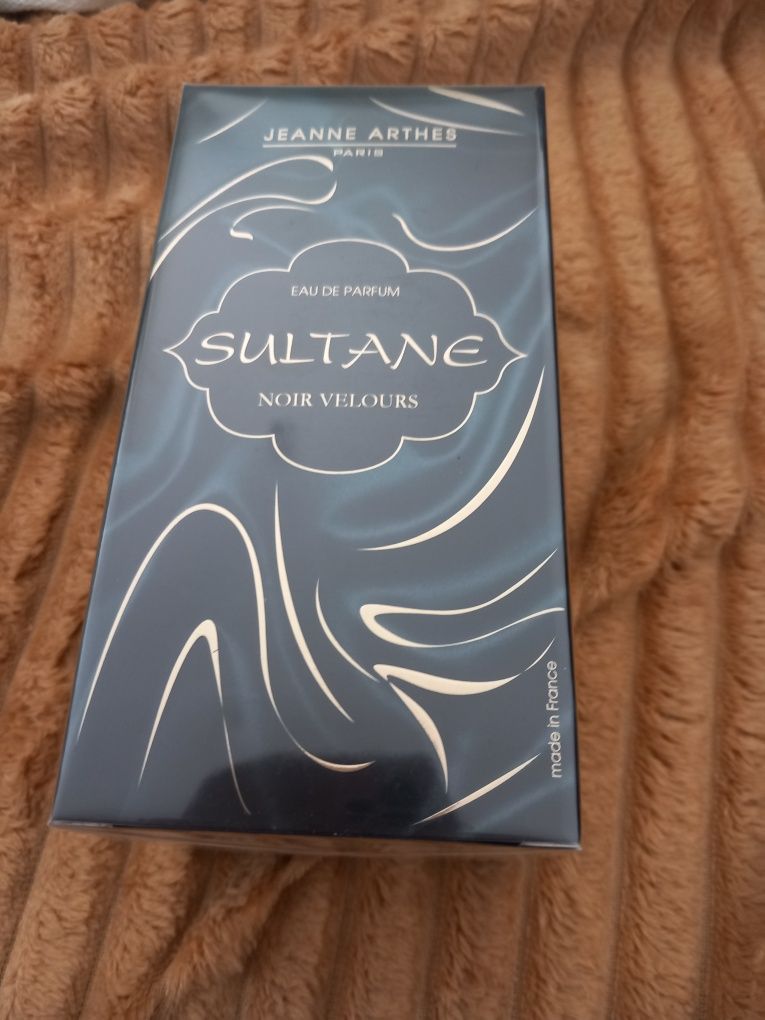 JEANNE ARTHES
PARIS
EAU DE PARFUM
SULTANE
NOIR VELOURS
made in France